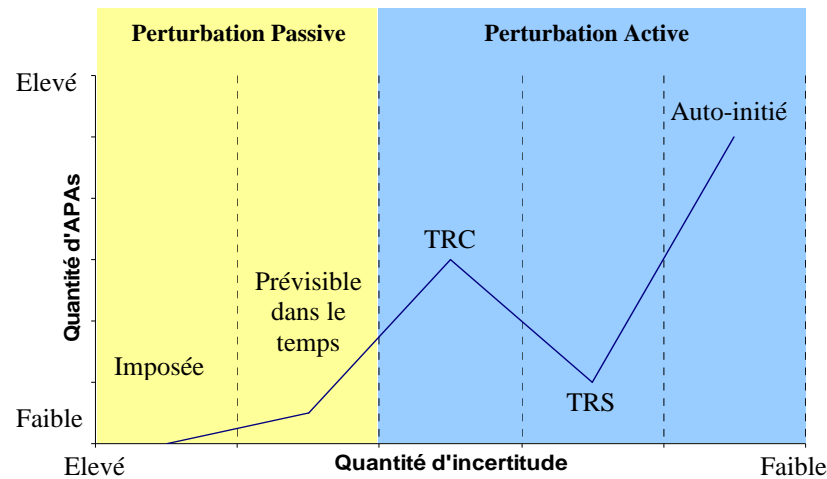 Perturbation Passive
Perturbation Active
Elevé
Auto-initié
Quantité d'APAs
TRC
Prévisible
dans le
temps
Imposée
TRS
Faible
Elevé
Quantité d'incertitude
Faible